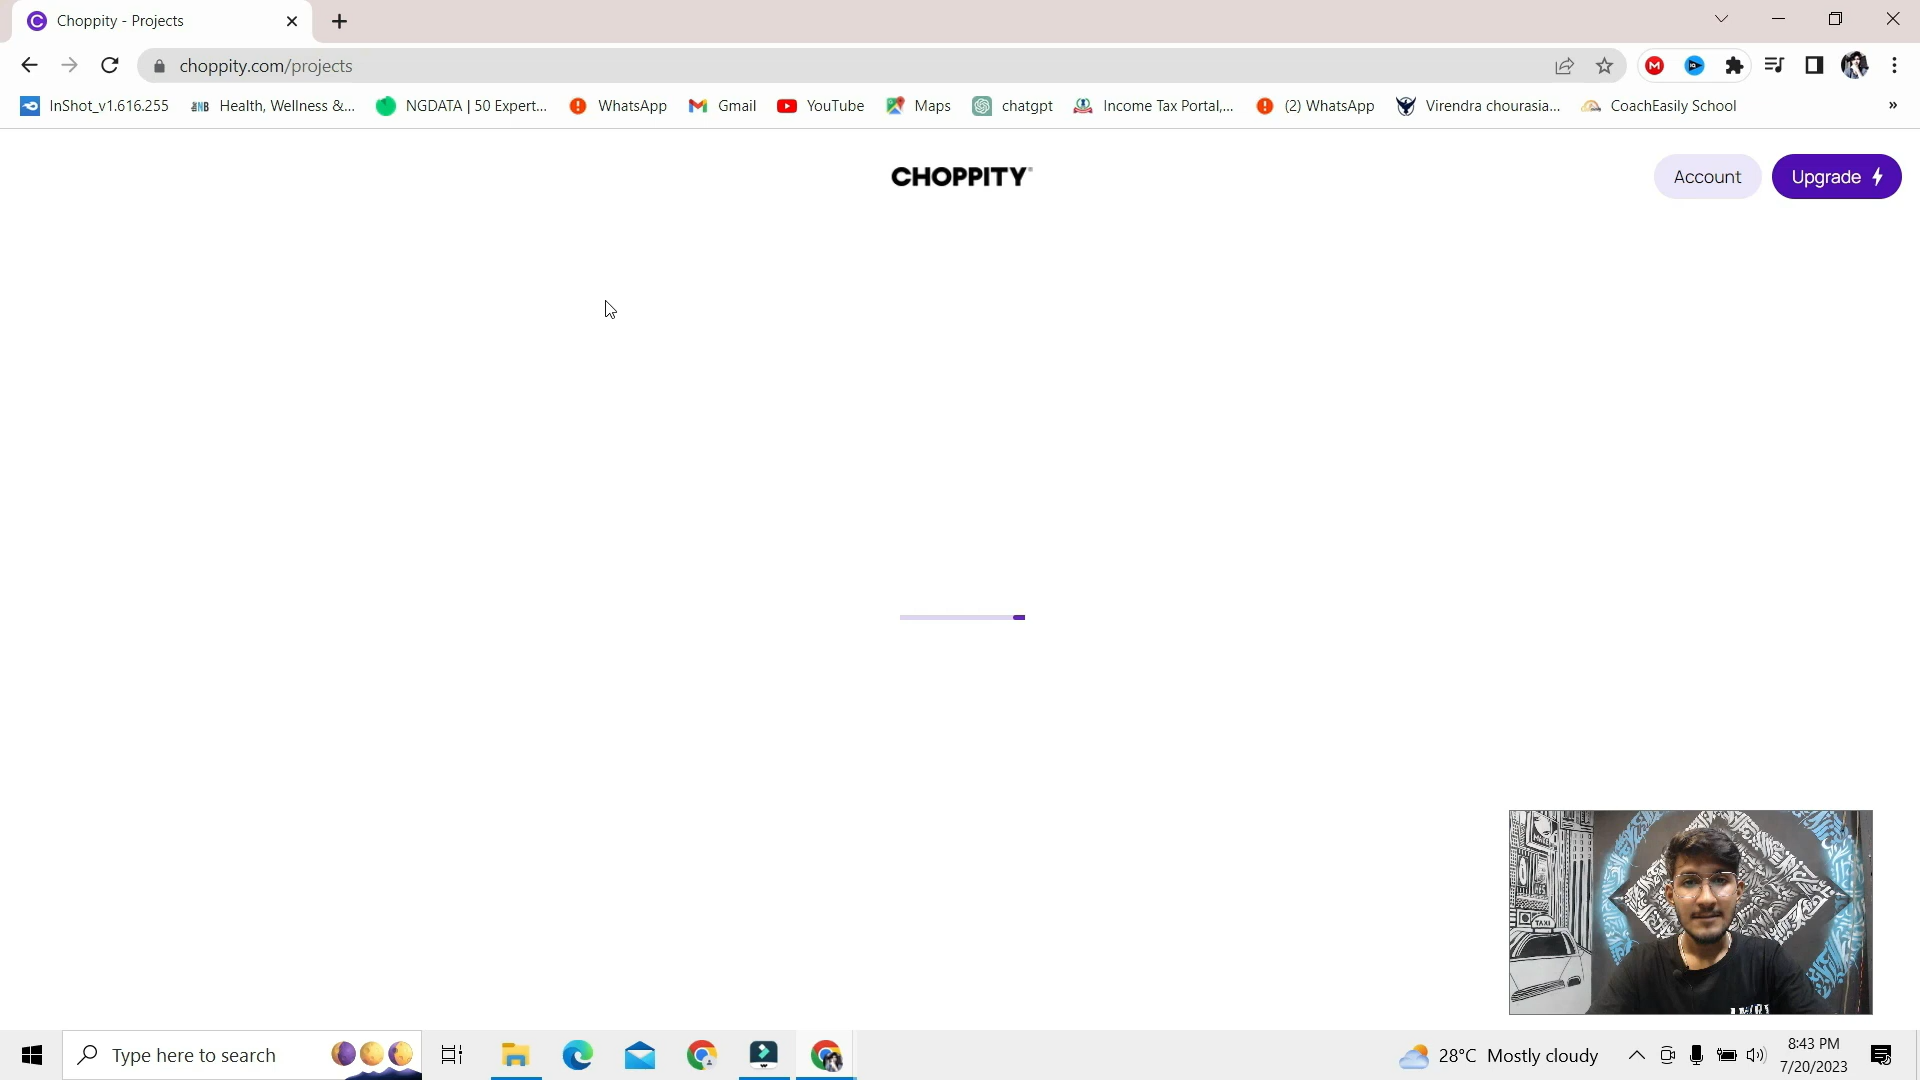 Choppity - Projects
choppity.com/projects
InShot_v1.616.255
Health, Wellness &...
NGDATA | 50 Expert...
WhatsApp
Gmail
YouTube
Maps
chatgpt
Income Tax Portal,...
(2) WhatsApp
Virendra chourasia...
CoachEasily School
»
CHOPPITY
Account
Upgrade
TAXI
Type here to search
28°C Mostly cloudy
8:43 PM
7/20/2023